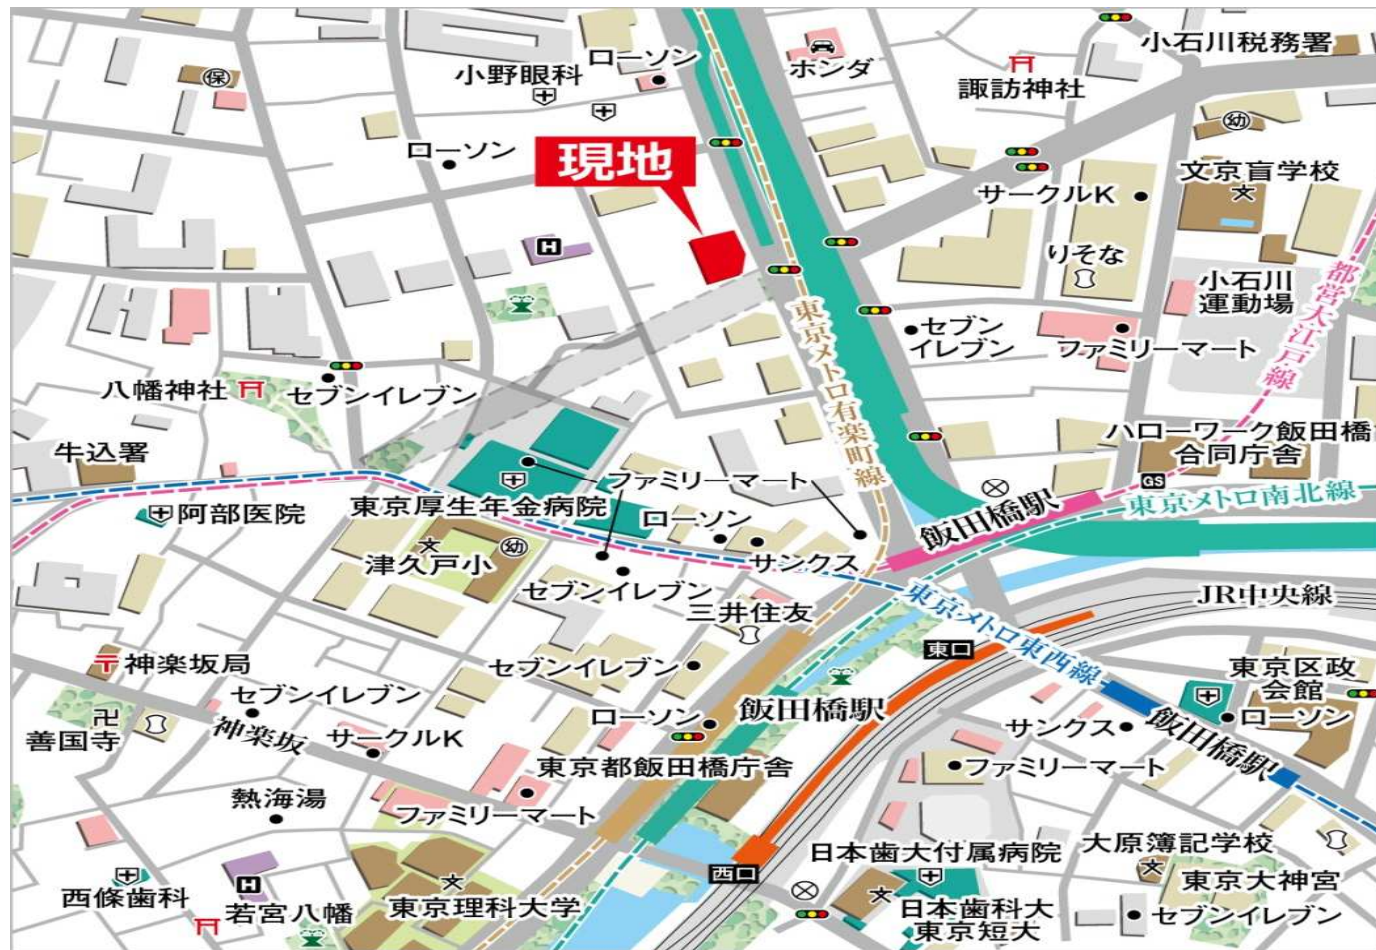 小石川税務署
ローソン
小野眼科
ホンダ
諏訪神社
保
幼
ローソン
現地
サークルK
文京盲学校
H
りそな
小石川
運動場
都営大江戸線
東京メトロ有楽町線
セブン
イレブン
ファミリーマート
八幡神社
セブンイレブン
ハローワーク飯田橋
合同庁舎
牛込署
ファミリーマート
GS
東京メトロ南北線
東京厚生年金病院
阿部医院
ローソン
飯田橋駅
幼
津久戸小
サンクス
セブンイレブン
三井住友
東京メトロ東西線
JR中央線
東口
神楽坂局
セブンイレブン
東京区政
会館
セブンイレブン
ローソン
飯田橋駅
サンクス
ローソン
飯田橋駅
善国寺
神楽坂
サークルK
東京都飯田橋庁舎
ファミリーマート
熱海湯
ファミリーマート
日本歯大付属病院
大原簿記学校
西口
西條歯科
H
若宮八幡
東京理科大学
日本歯科大
東京短大
東京大神宮
セブンイレブン